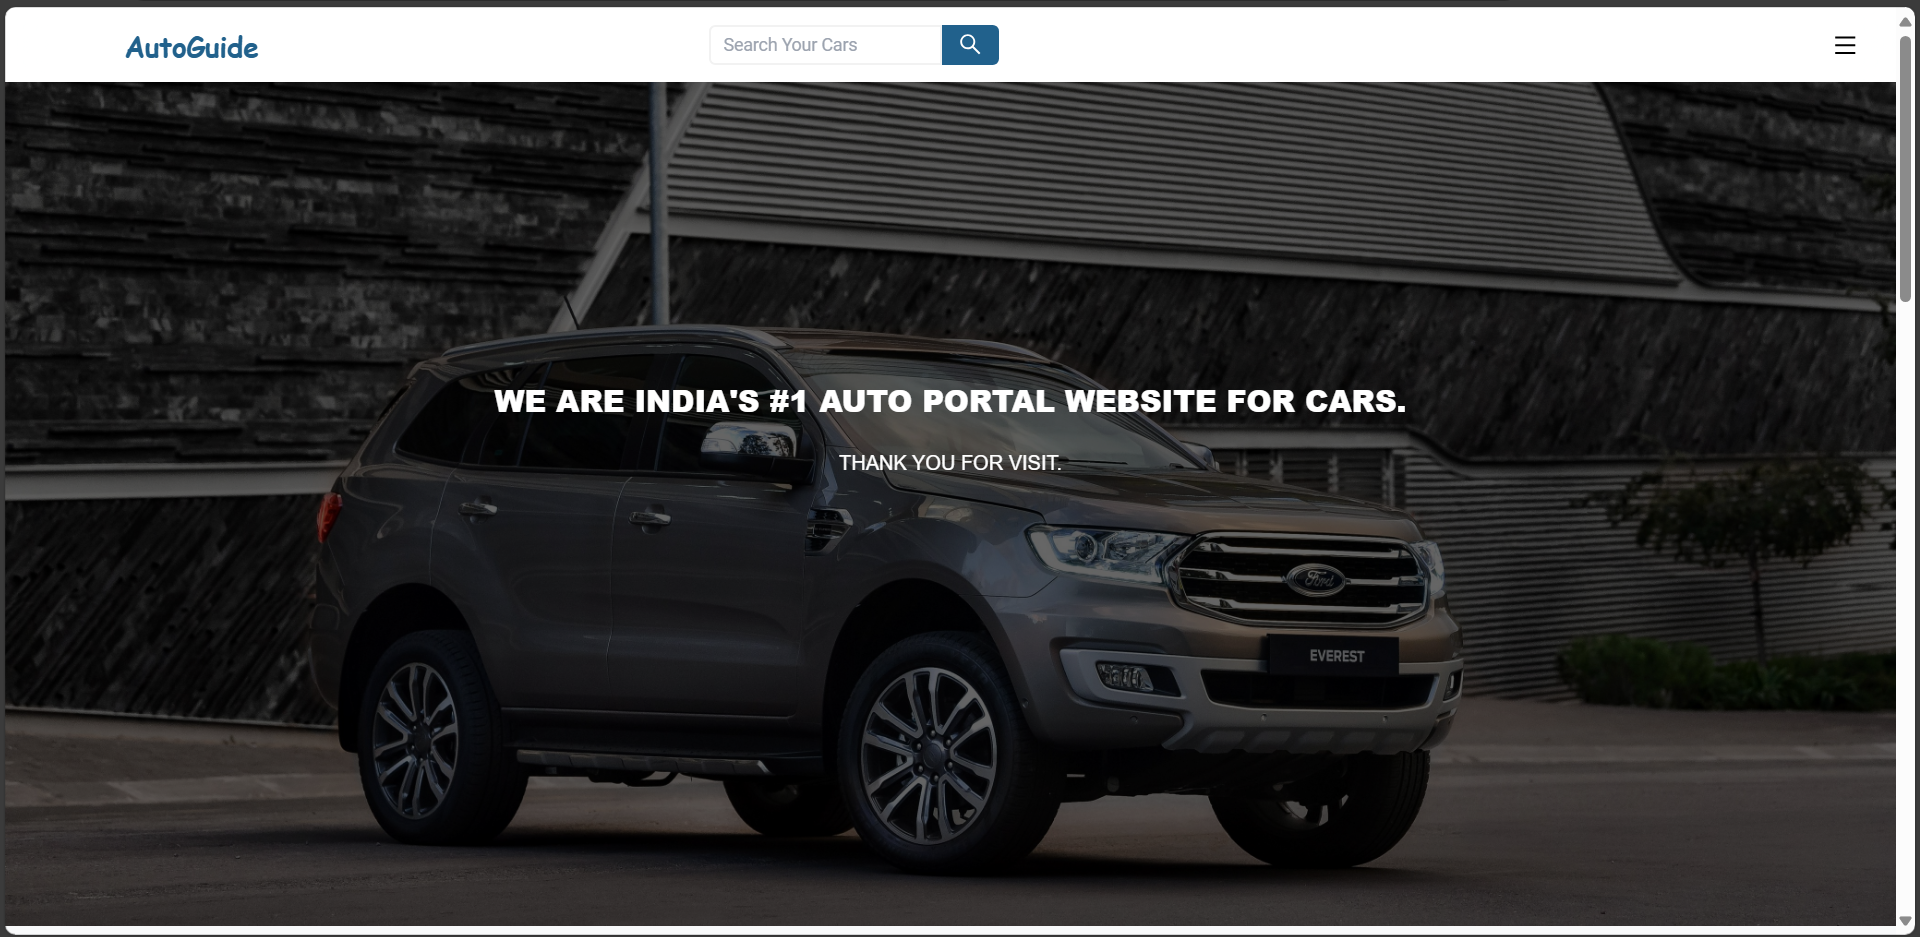 AutoGuide
Search Your Cars
WE ARE INDIA'S #1 AUTO PORTAL WEBSITE FOR CARS.
THANK YOU FOR VISIT.
Ford
EVEREST